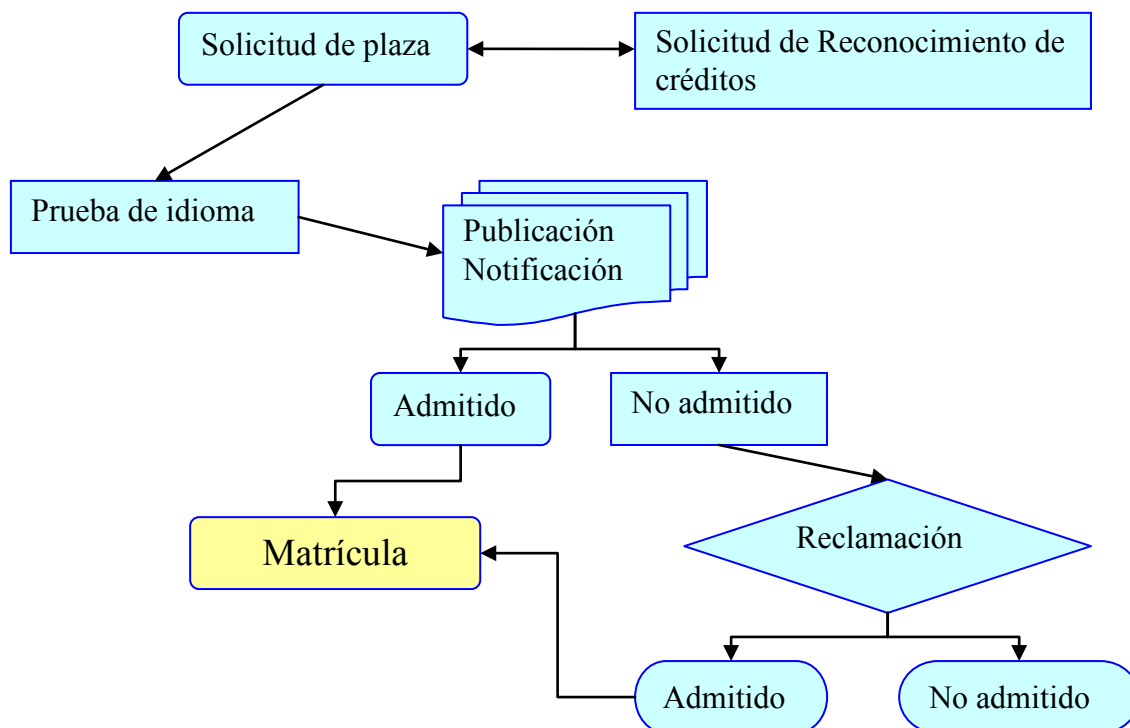 Solicitud de plaza
Solicitud de Reconocimiento de
créditos
Prueba de idioma
Publicación
Notificación
Admitido
No admitido
Matrícula
Reclamación
Admitido
No admitido